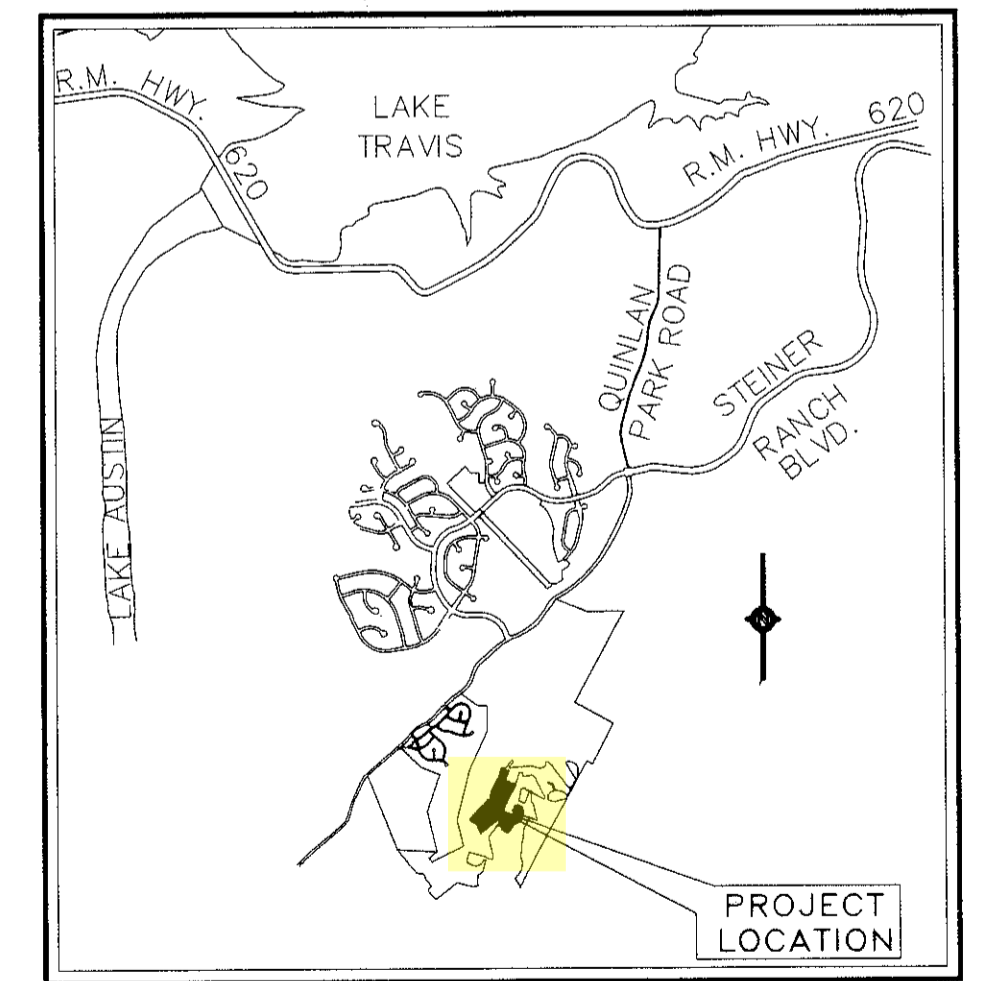 R.M. HWY. 620
LAKE
TRAVIS
R.M. HWY. 620
QUINLAN
PARK ROAD
STEINER
RANCH
BLVD.
LAKE AUSTIN
N
PROJECT
LOCATION